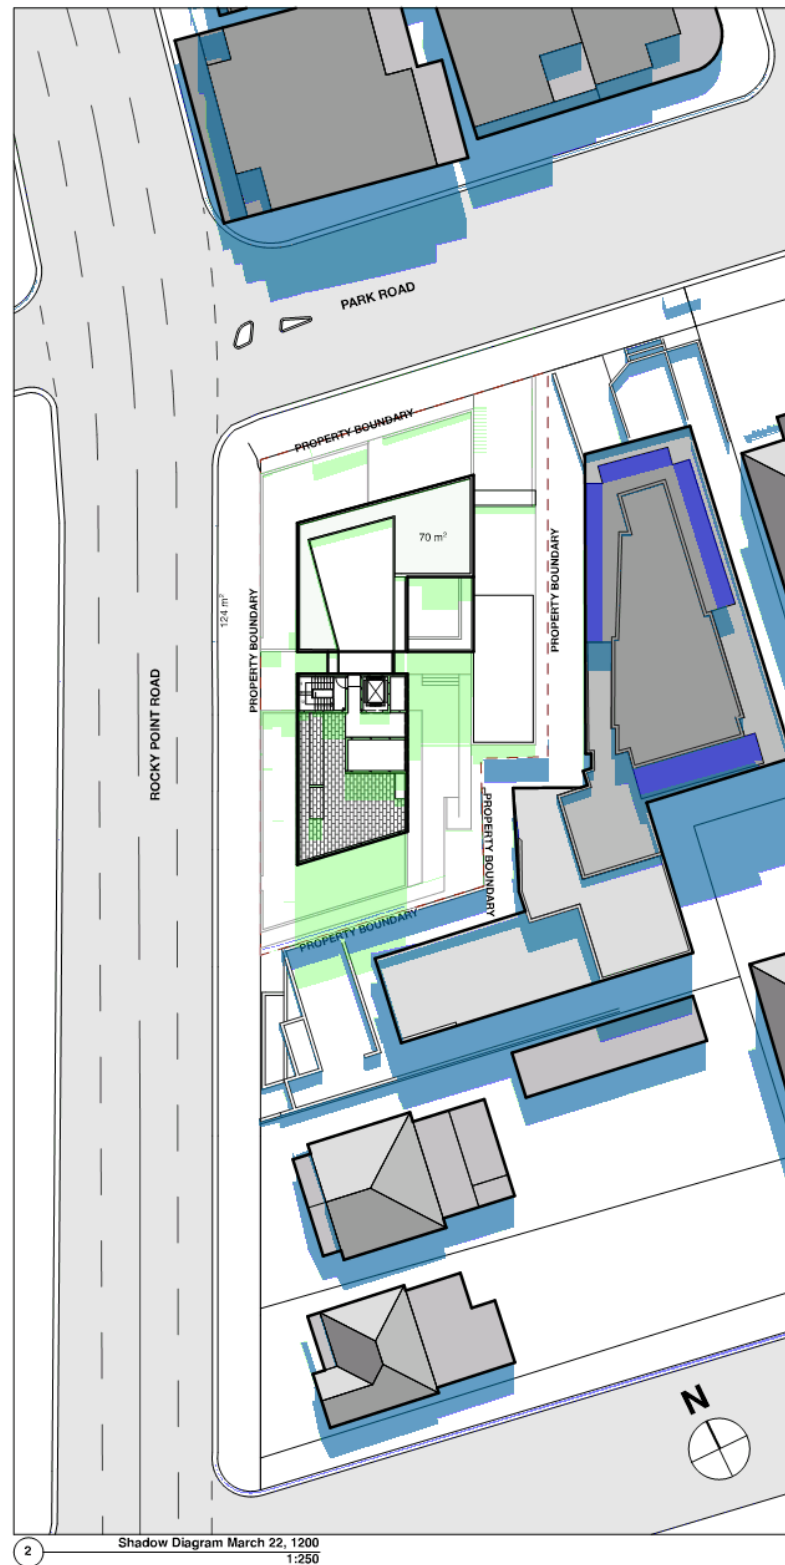 PARK ROAD
PROPERTY BOUNDARY
70 m²
PROPERTY BOUNDARY
124 m²
PROPERTY BOUNDARY
ROCKY POINT ROAD
PROPERTY BOUNDARY
PROPERTY BOUNDARY
N
2
Shadow Diagram March 22, 1200
1:250